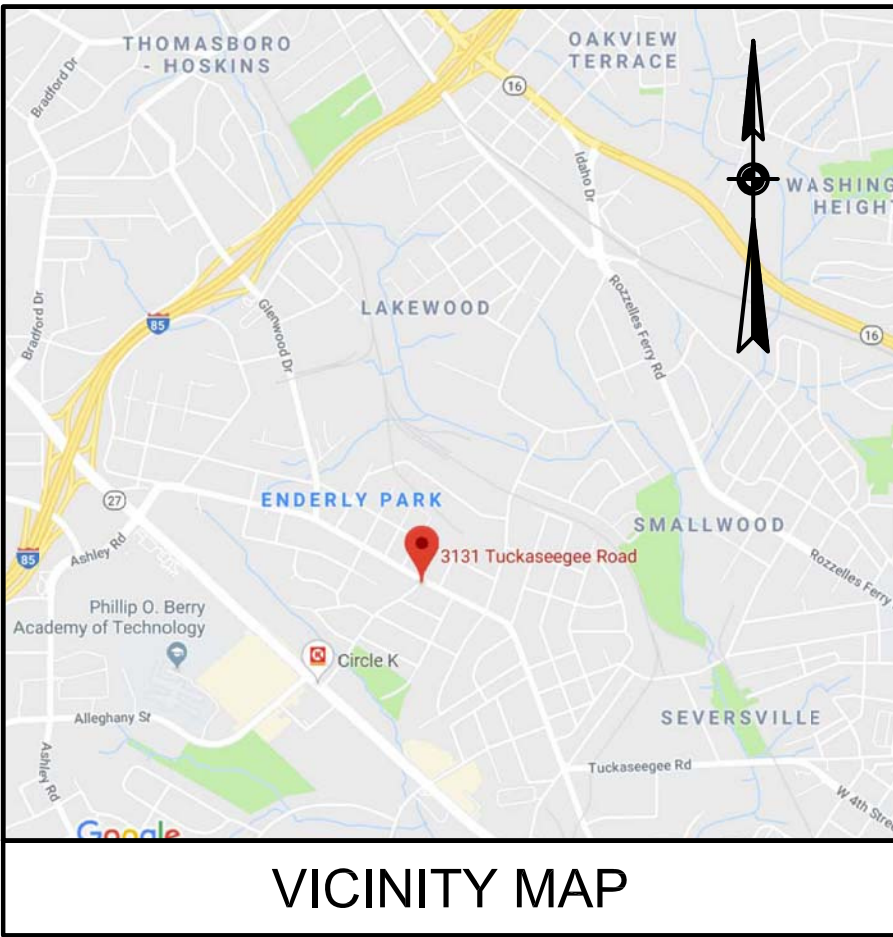 THOMASBORO
- HOSKINS
OAKVIEW
TERRACE
Bradford Dr
16
Idaho Dr
WASHING
HEIGHT
LAKEWOOD
Rozzelles Ferry Rd
Bradford Dr
85
Glenwood Dr
16
27
ENDERLY PARK
SMALLWOOD
85
Ashley Rd
3131 Tuckaseegee Road
Rozzelles Ferry
Phillip O. Berry
Academy of Technology
Circle K
Alleghany St
SEVERSVILLE
Ashley Rd
Tuckaseegee Rd
W 4th Stree
Google
VICINITY MAP